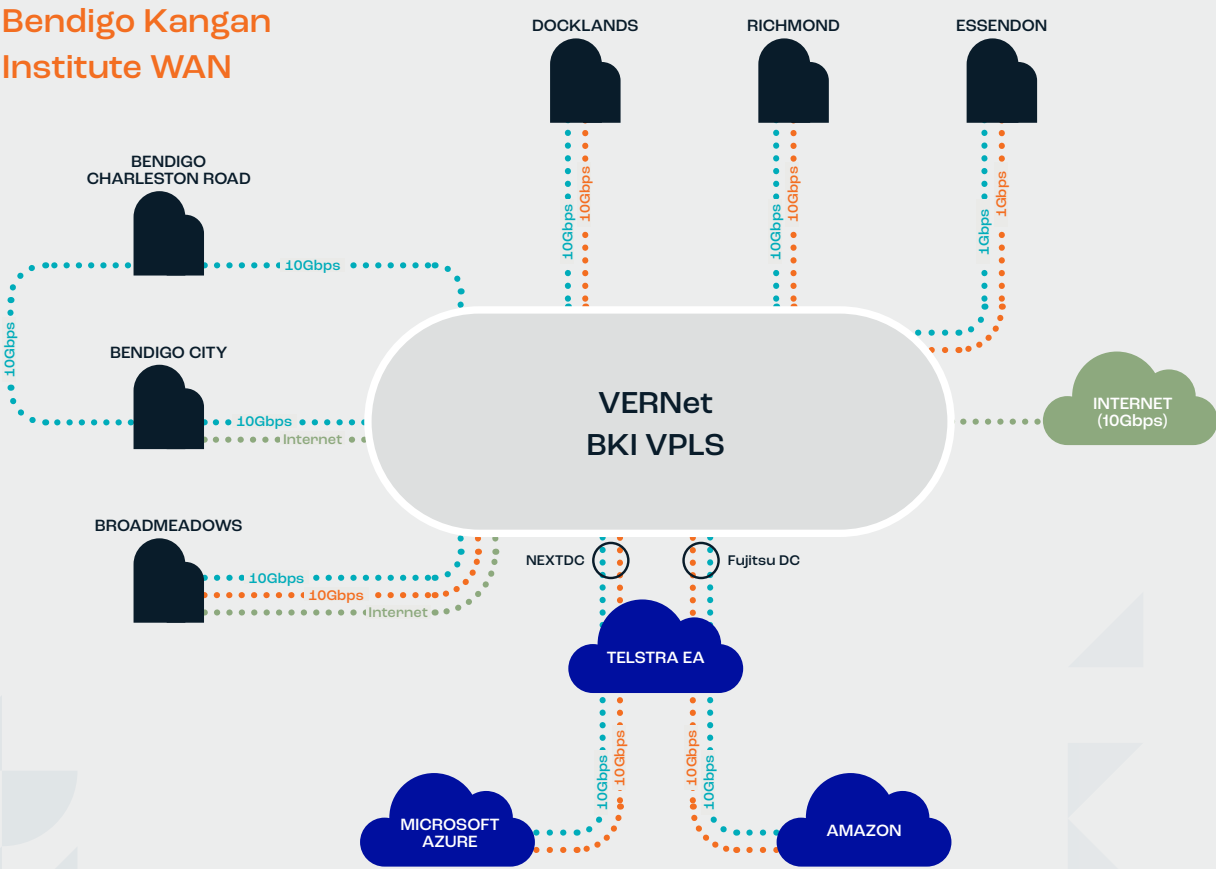 Bendigo Kangan
Institute WAN
DOCKLANDS
RICHMOND
ESSENDON
BENDIGO
CHARLESTON ROAD
10Gbps
10Gbps
10Gbps
10Gbps
1Gbps
1Gbps
10Gbps
10Gbps
BENDIGO CITY
10Gbps
Internet
VERNet
BKI VPLS
INTERNET
(10Gbps)
BROADMEADOWS
10Gbps
10Gbps
Internet
NEXTDC
Fujitsu DC
TELSTRA EA
10Gbps
10Gbps
10Gbps
10Gbps
MICROSOFT
AZURE
AMAZON